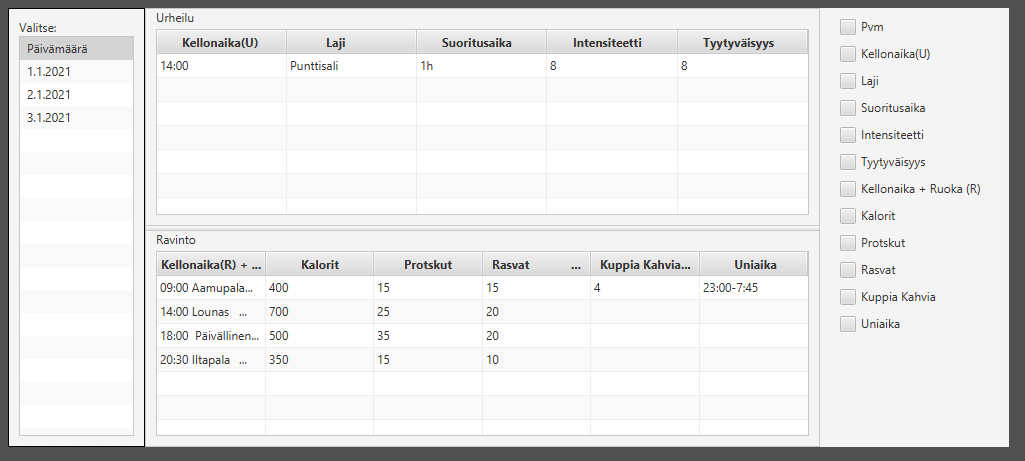 Valitse:
Päivämäärä
1.1.2021
2.1.2021
3.1.2021
Urheilu
Kellonaika(U) Laji Suoritusaika Intensiteetti Tyytyväisyys
14:00 Punttisali 1h 8 8
Ravinto
Kellonaika(R) + ... Kalorit Protskut Rasvat ... Kuppia Kahvia... Uniaika
09:00 Aamupala... 400 15 15 4 23:00-7:45
14:00 Lounas ... 700 25 20
18:00 Päivällinen... 500 35 20
20:30 Iltapala ... 350 15 10
Pvm
Kellonaika(U)
Laji
Suoritusaika
Intensiteetti
Tyytyväisyys
Kellonaika + Ruoka (R)
Kalorit
Protskut
Rasvat
Kuppia Kahvia
Uniaika